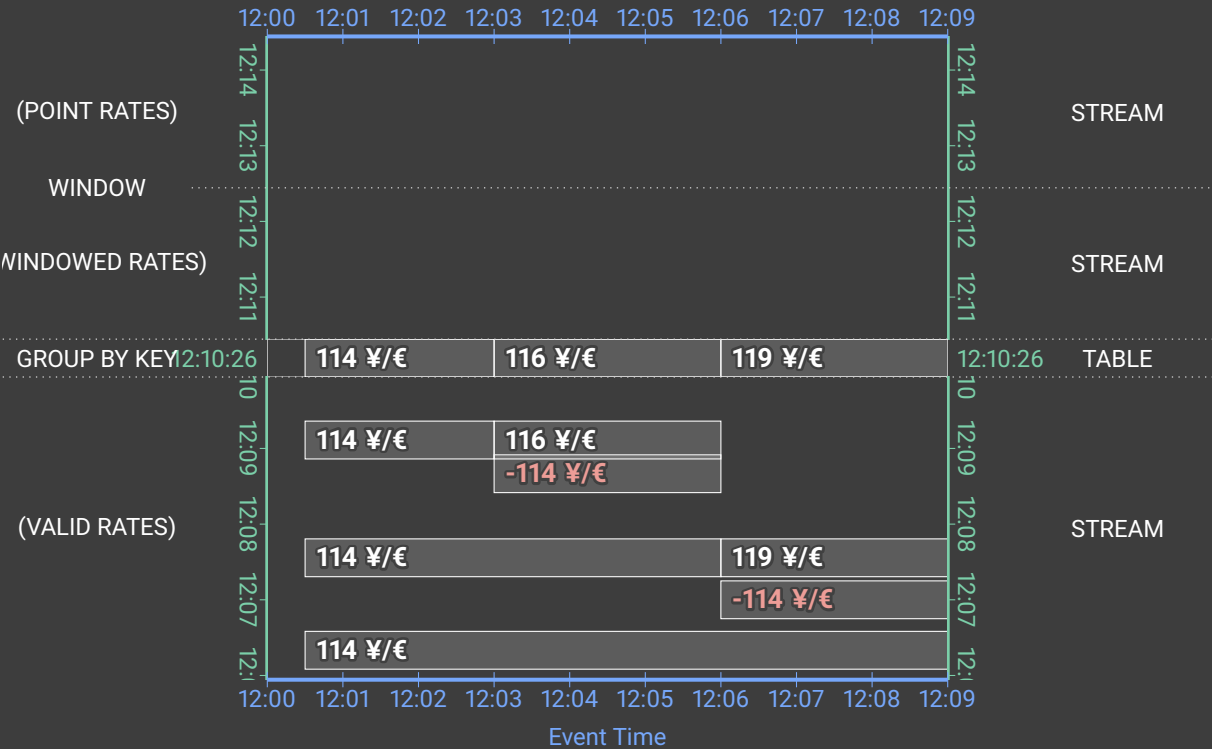 12:00 12:01 12:02 12:03 12:04 12:05 12:06 12:07 12:08 12:09
12:14 12:14
(POINT RATES) STREAM
12:13 12:13
WINDOW
12:12 12:12
WINDOWED RATES) STREAM
12:11 12:11
GROUP BY KEY 12:10:26 114 ¥/€ 116 ¥/€ 119 ¥/€ 12:10:26 TABLE
10 10
114 ¥/€ 116 ¥/€
12:09 12:09
-114 ¥/€
(VALID RATES) 12:08 12:08 STREAM
114 ¥/€ 119 ¥/€
12:07 -114 ¥/€ 12:07
114 ¥/€
12: 12:
12:00 12:01 12:02 12:03 12:04 12:05 12:06 12:07 12:08 12:09
Event Time